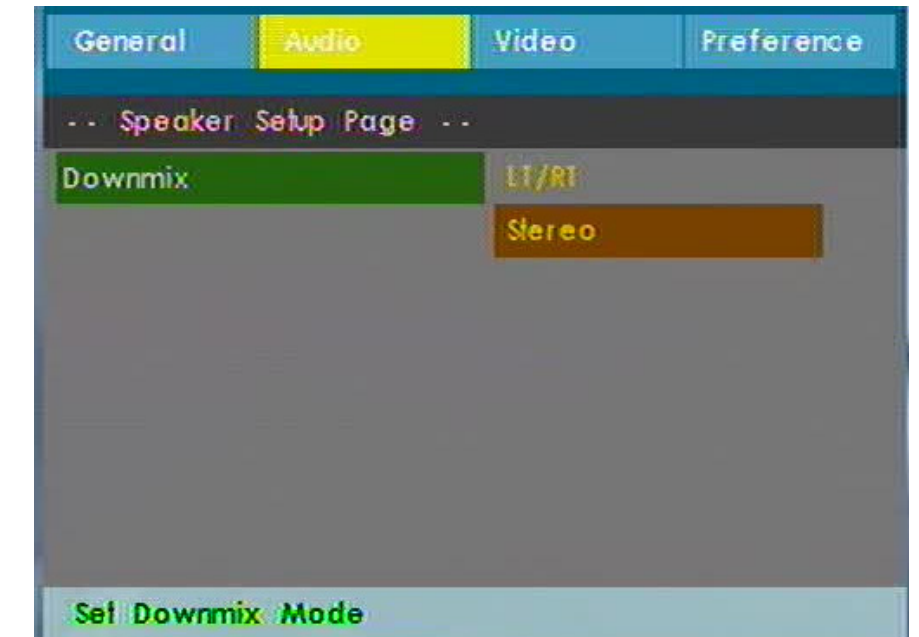 General Audio Video Preference
-- Speaker Setup Page --
Downmix LT/RT
Stereo
Set Downmix Mode